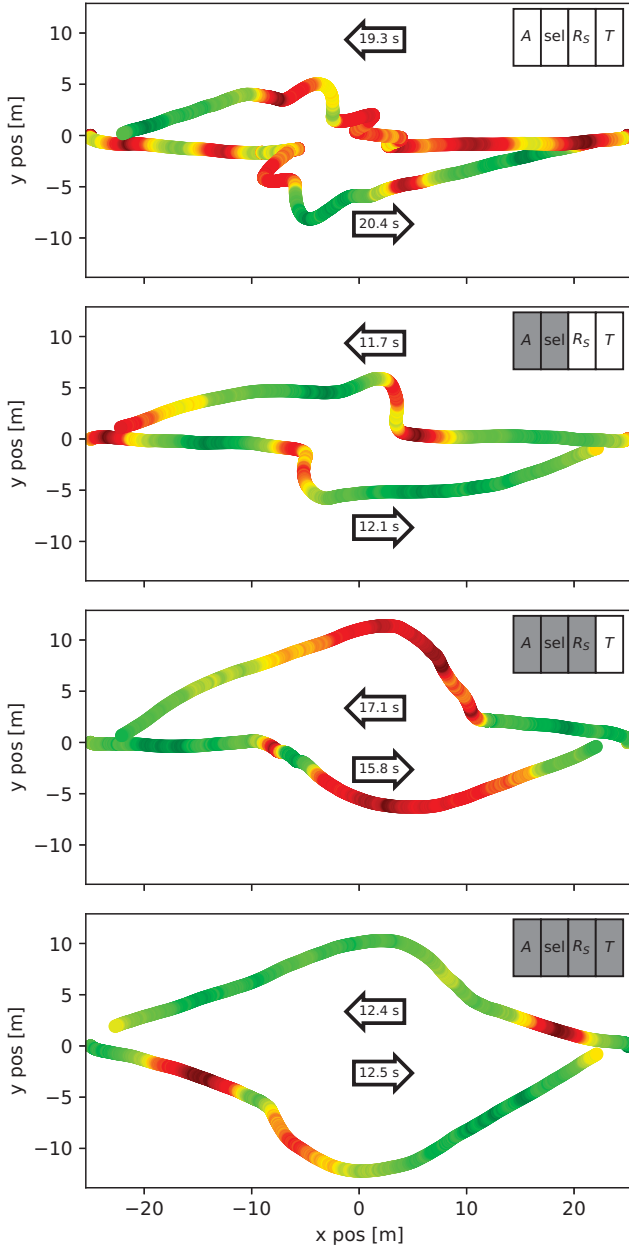 10
19.3 s
A sel R_S T
5
0
y pos [m]
−5
20.4 s
−10
10
11.7 s
A sel R_S T
5
0
y pos [m]
−5
12.1 s
−10
10
A sel R_S T
5
17.1 s
0
y pos [m]
15.8 s
−5
−10
10
A sel R_S T
5
12.4 s
0
y pos [m]
12.5 s
−5
−10
−20 −10 0 10 20
x pos [m]